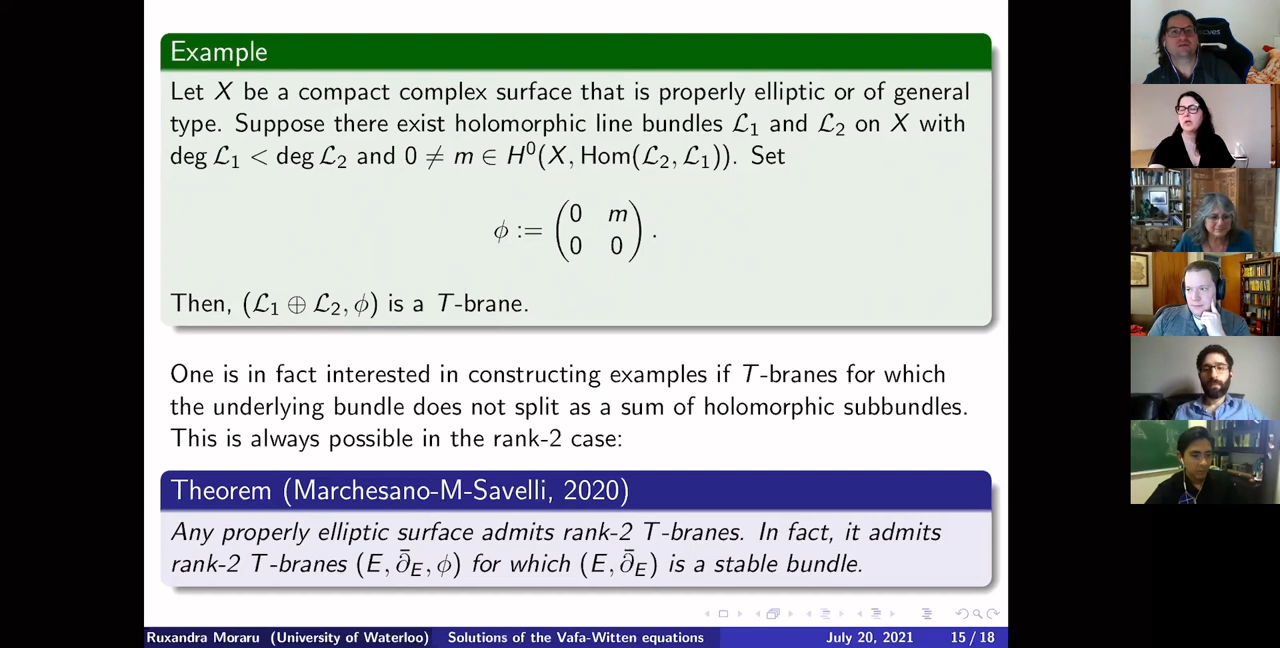 Example
Let X be a compact complex surface that is properly elliptic or of general
type. Suppose there exist holomorphic line bundles ℒ₁ and ℒ₂ on X with
deg ℒ₁ < deg ℒ₂ and 0 ≠ m ∈ H⁰(X, Hom(ℒ₂, ℒ₁)). Set
ϕ := (0 m
0 0).
Then, (ℒ₁ ⊕ ℒ₂, ϕ) is a T-brane.
One is in fact interested in constructing examples if T-branes for which
the underlying bundle does not split as a sum of holomorphic subbundles.
This is always possible in the rank-2 case:
Theorem (Marchesano-M-Savelli, 2020)
Any properly elliptic surface admits rank-2 T-branes. In fact, it admits
rank-2 T-branes (E, ∂̄_E, ϕ) for which (E, ∂̄_E) is a stable bundle.
Ruxandra Moraru (University of Waterloo) Solutions of the Vafa-Witten equations July 20, 2021 15 / 18